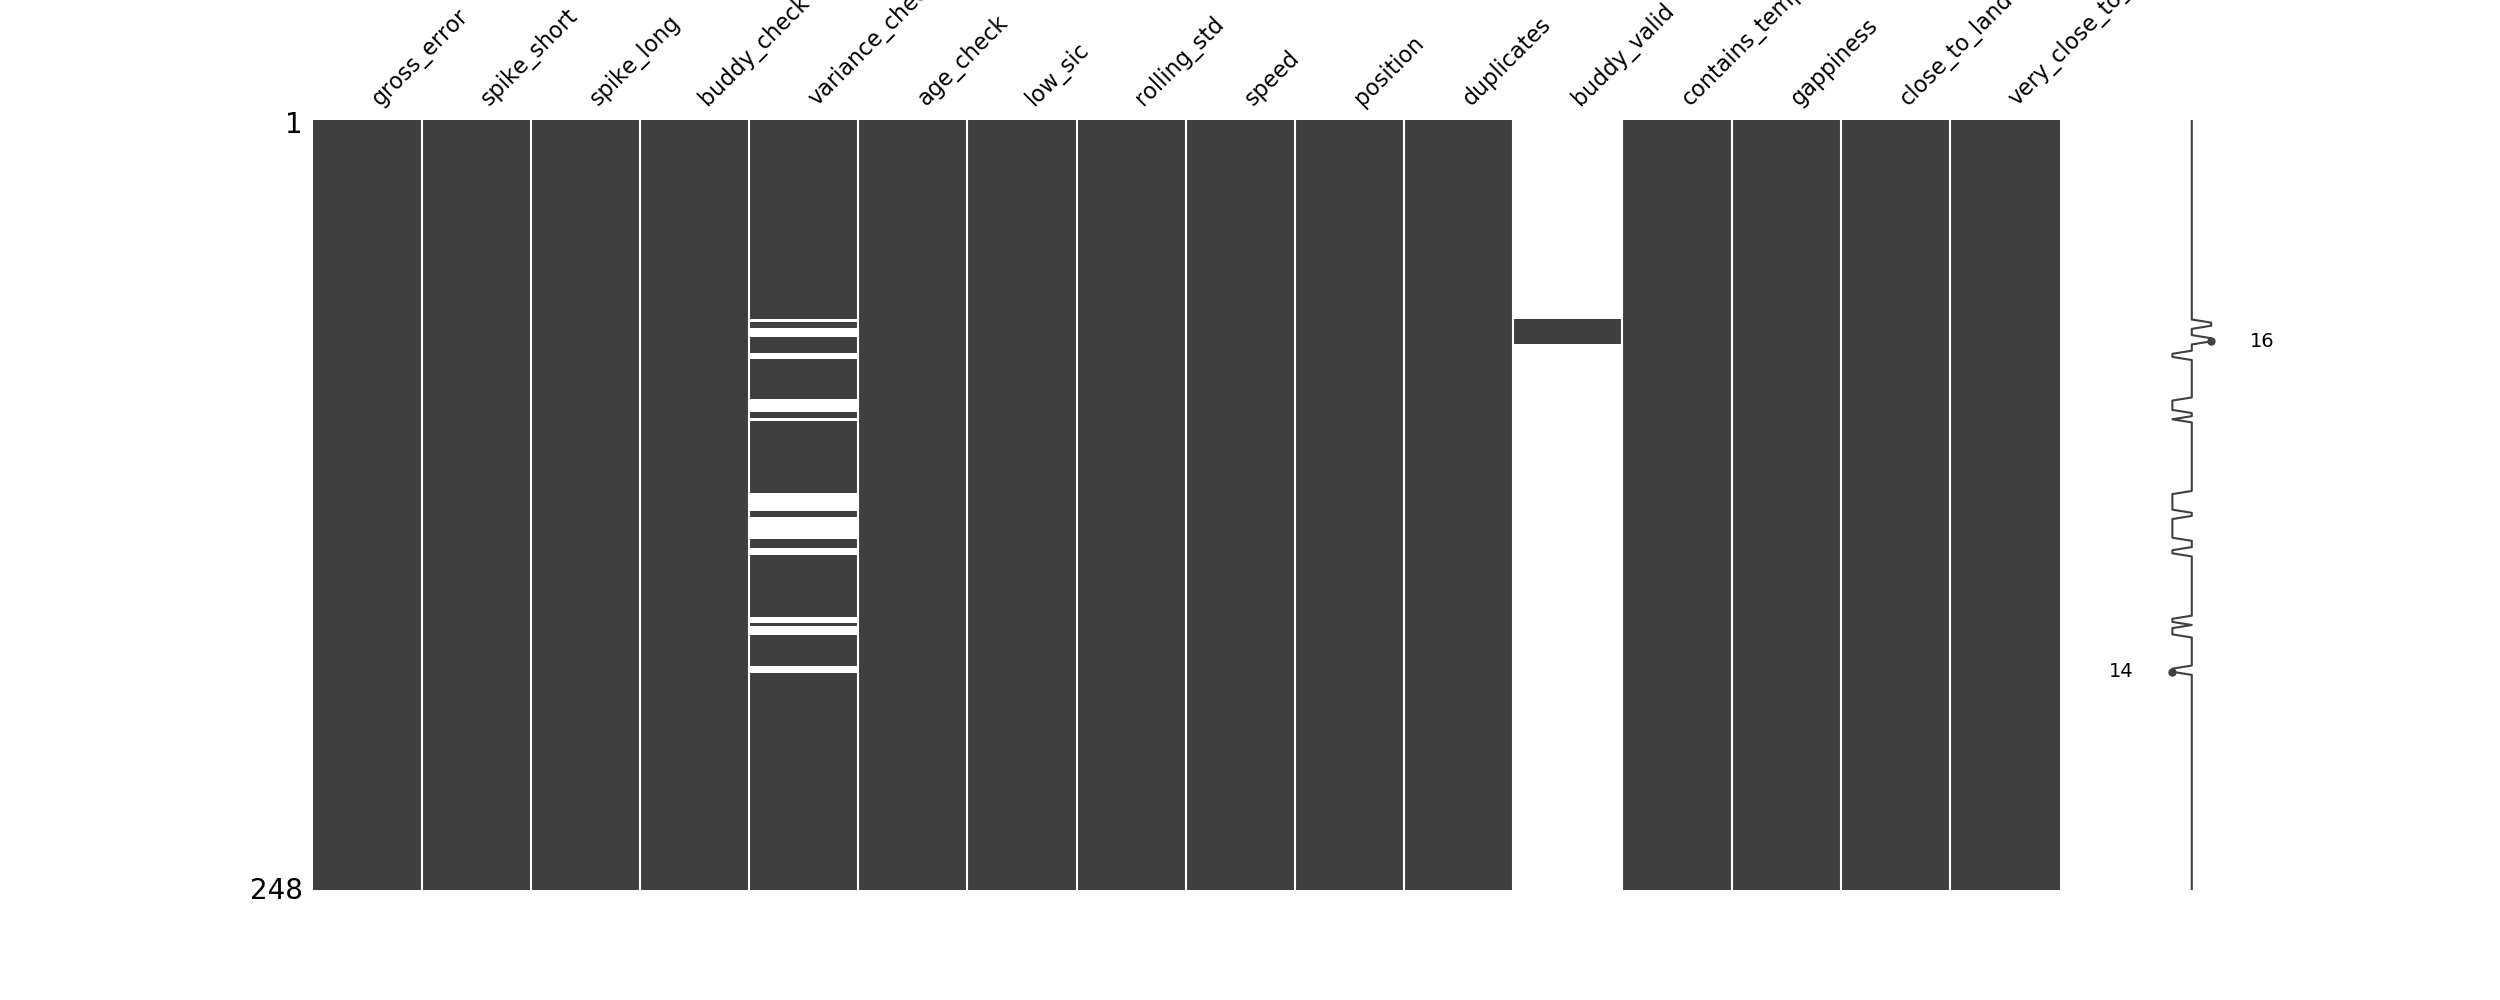 gross_error
spike_short
spike_long
buddy_check
age_check
low_sic
rolling_std
speed
position
duplicates
buddy_valid
gappiness
close_to_land
1
16
14
248